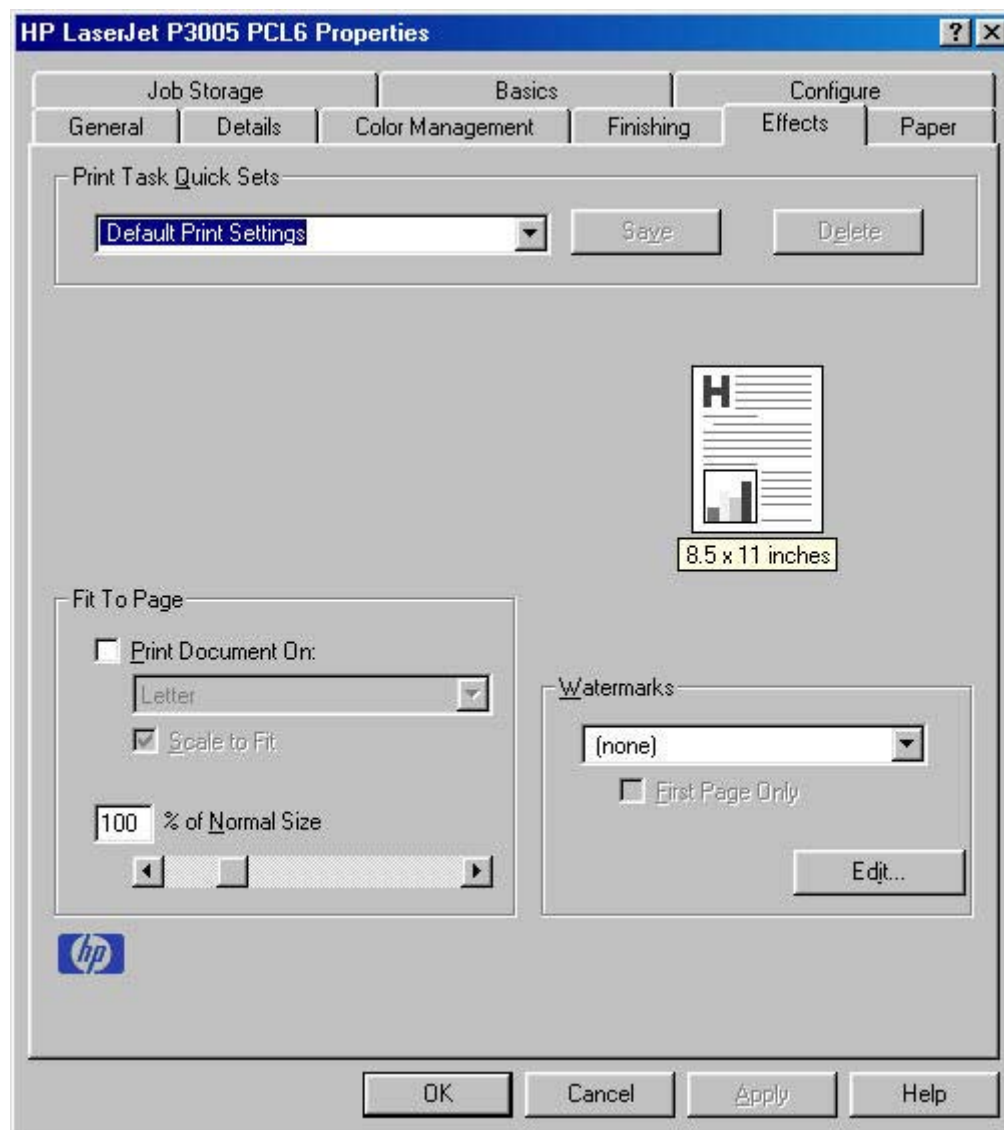 HP LaserJet P3005 PCL6 Properties
Job Storage Basics Configure
General Details Color Management Finishing Effects Paper
Print Task Quick Sets
Default Print Settings Save Delete
H
8.5 x 11 inches
Fit To Page
Print Document On:
Letter
Scale to Fit
100 % of Normal Size
Watermarks
(none)
First Page Only
Edit...
hp
OK Cancel Apply Help